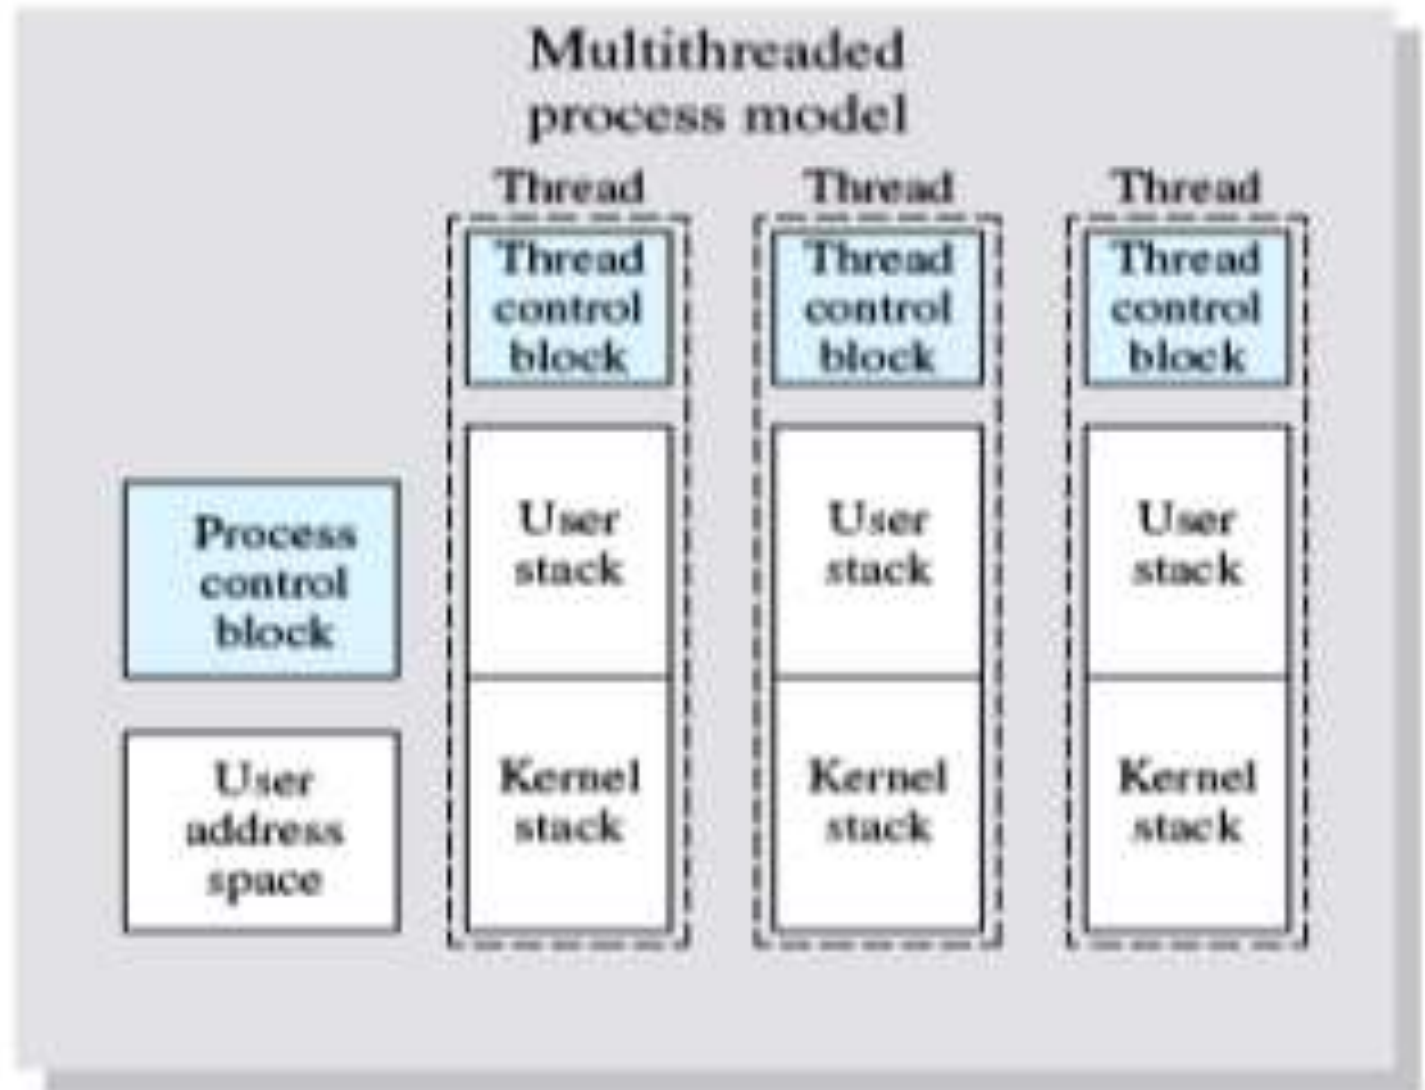 Multithreaded
process model
Thread
Thread
control
block
User
stack
Kernel
stack
Thread
Thread
control
block
User
stack
Kernel
stack
Thread
Thread
control
block
User
stack
Kernel
stack
Process
control
block
User
address
space